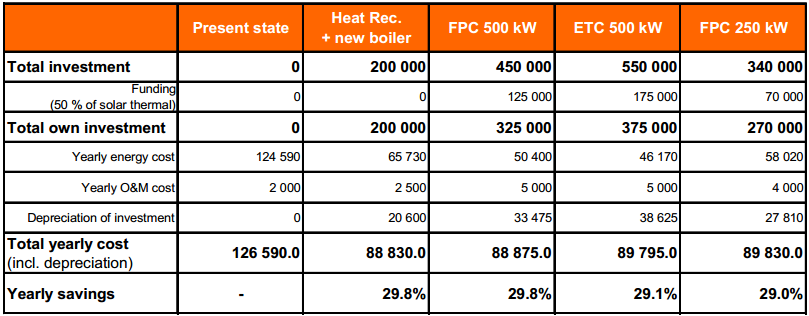 Present state Heat Rec. + new boiler FPC 500 kW ETC 500 kW FPC 250 kW
Total investment 0 200 000 450 000 550 000 340 000
Funding
(50 % of solar thermal) 0 0 125 000 175 000 70 000
Total own investment 0 200 000 325 000 375 000 270 000
Yearly energy cost 124 590 65 730 50 400 46 170 58 020
Yearly O&M cost 2 000 2 500 5 000 5 000 4 000
Depreciation of investment 0 20 600 33 475 38 625 27 810
Total yearly cost
(incl. depreciation) 126 590.0 88 830.0 88 875.0 89 795.0 89 830.0
Yearly savings - 29.8% 29.8% 29.1% 29.0%